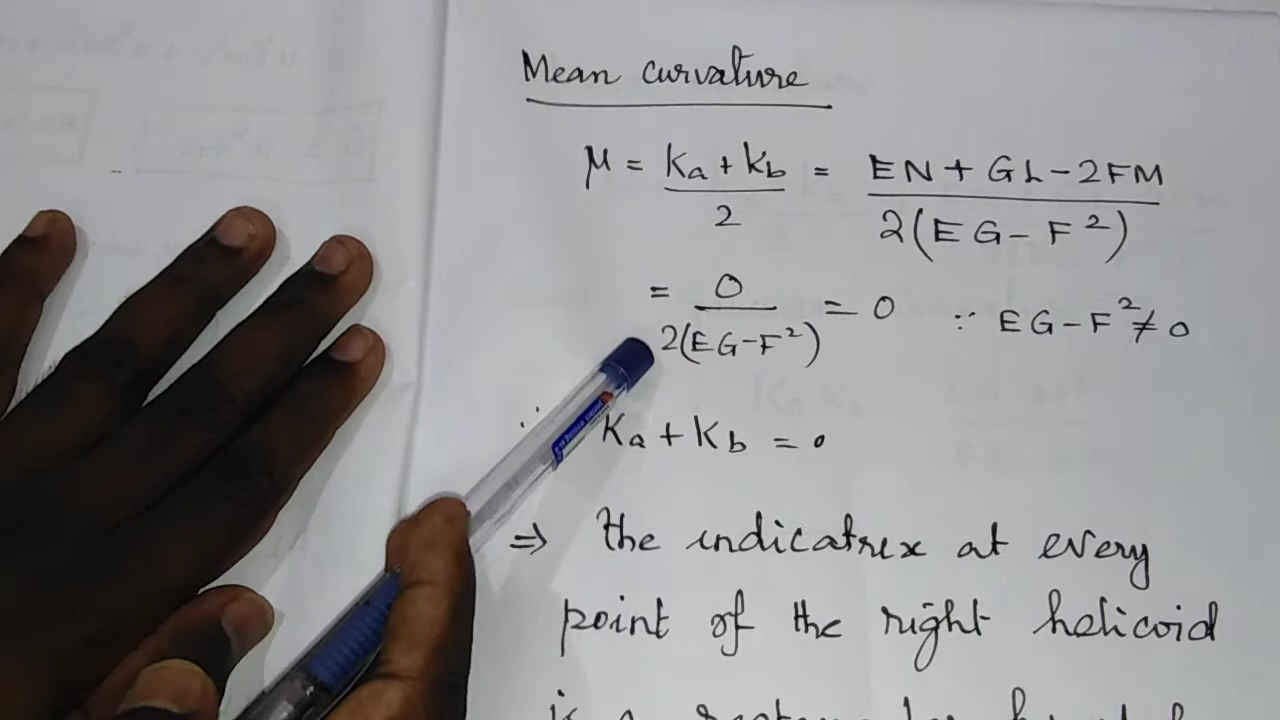 Mean curvature
μ = Ka + Kb / 2 = EN + GL - 2FM / 2(EG - F²)
= 0 / 2(EG - F²) = 0 ∵ EG - F² ≠ 0
∴ Ka + Kb = 0
⇒ the indicatrix at every
point of the right helicoid
is a